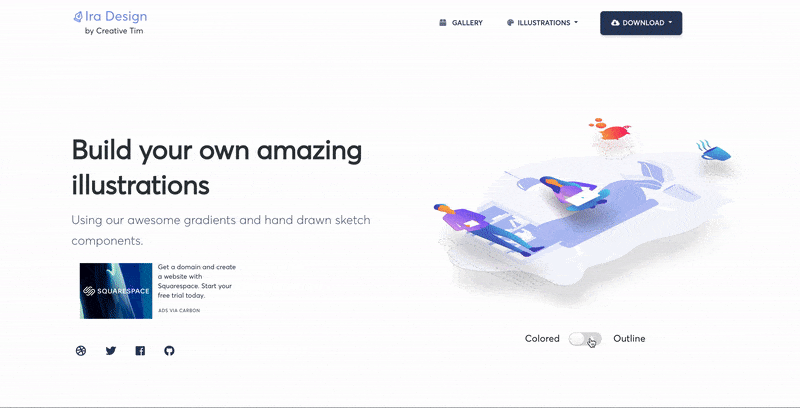 Ira Design
by Creative Tim
GALLERY
ILLUSTRATIONS
DOWNLOAD
Build your own amazing
illustrations
Using our awesome gradients and hand drawn sketch
components.
SQUARESPACE
Get a domain and create
a website with
Squarespace. Start your
free trial today.
ADS VIA CARBON
Colored
Outline